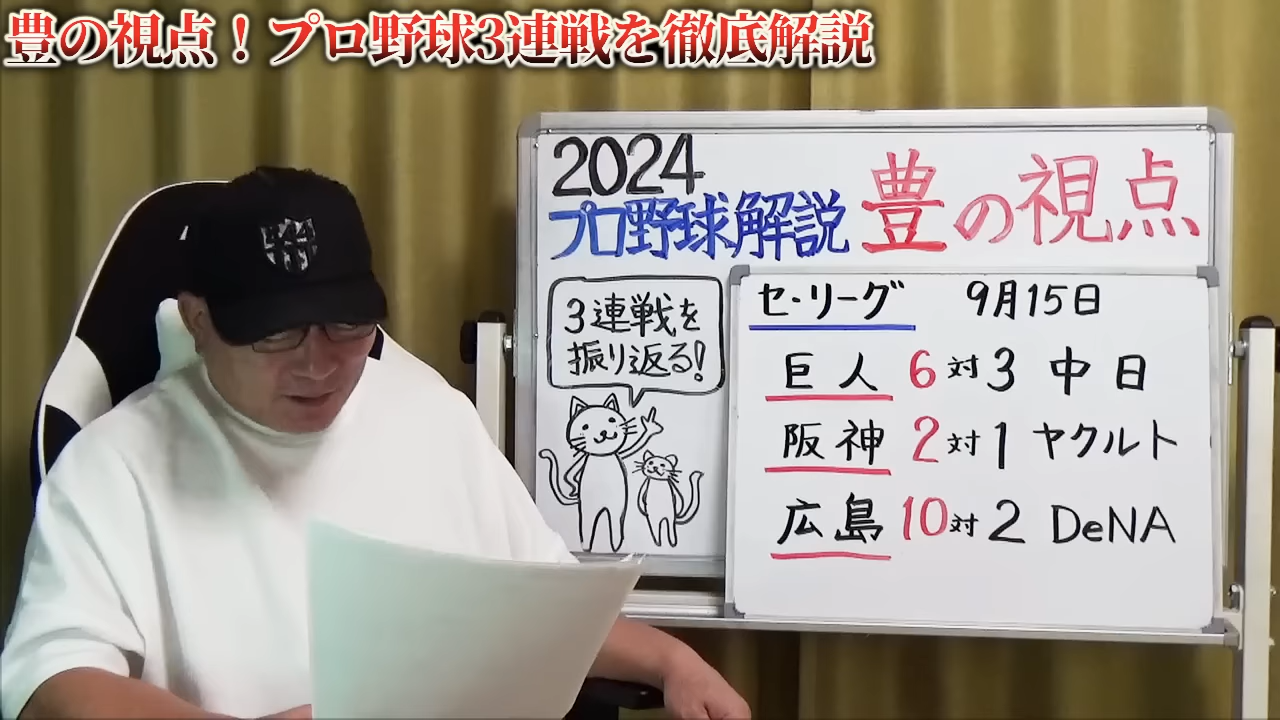 豊の視点！プロ野球3連戦を徹底解説
2024
プロ野球解説 豊の視点
3連戦を
振り返る!
セ・リーグ 9月15日
巨人 6対3 中日
阪神 2対1 ヤクルト
広島 10対2 DeNA